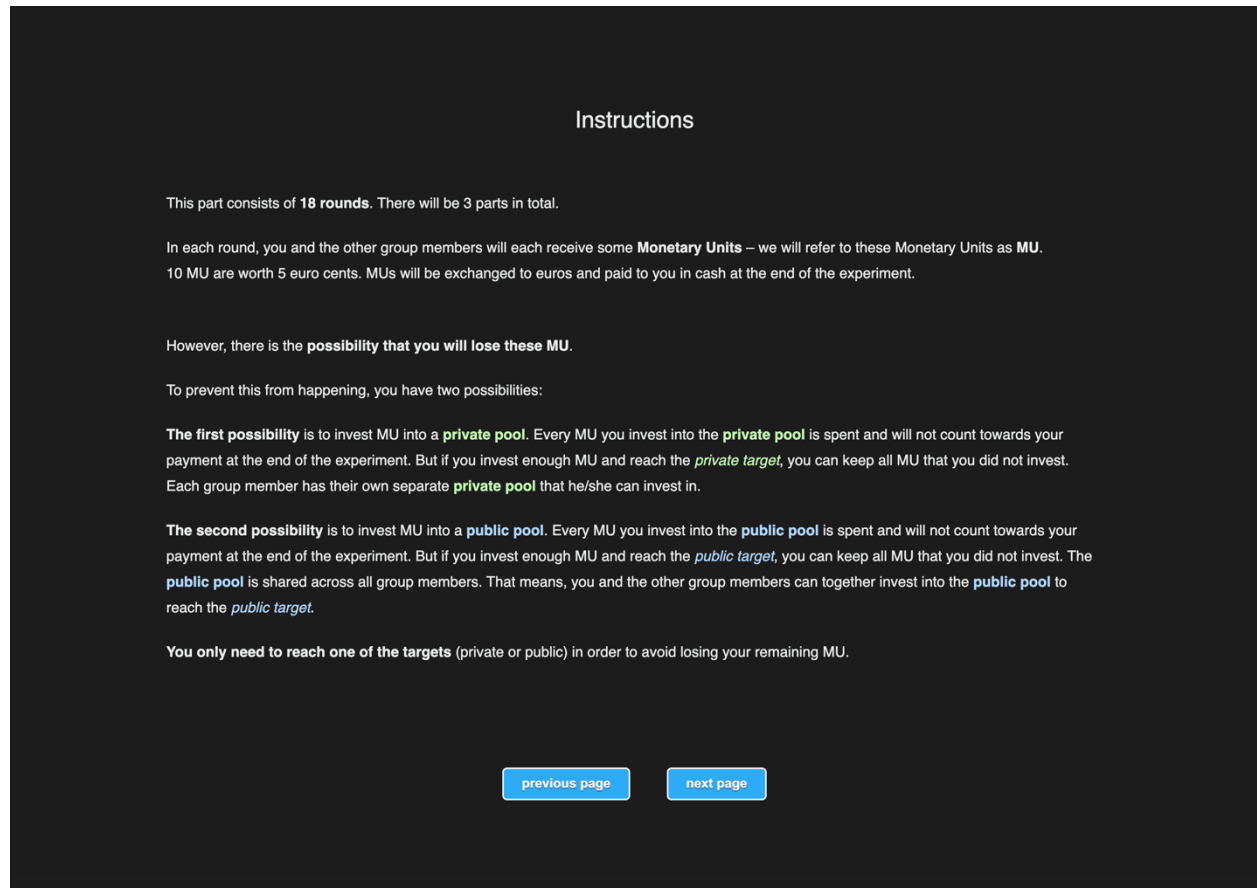 Instructions
This part consists of 18 rounds. There will be 3 parts in total.
In each round, you and the other group members will each receive some Monetary Units – we will refer to these Monetary Units as MU.
10 MU are worth 5 euro cents. MUs will be exchanged to euros and paid to you in cash at the end of the experiment.
However, there is the possibility that you will lose these MU.
To prevent this from happening, you have two possibilities:
The first possibility is to invest MU into a private pool. Every MU you invest into the private pool is spent and will not count towards your
payment at the end of the experiment. But if you invest enough MU and reach the private target, you can keep all MU that you did not invest.
Each group member has their own separate private pool that he/she can invest in.
The second possibility is to invest MU into a public pool. Every MU you invest into the public pool is spent and will not count towards your
payment at the end of the experiment. But if you invest enough MU and reach the public target, you can keep all MU that you did not invest. The
public pool is shared across all group members. That means, you and the other group members can together invest into the public pool to
reach the public target.
You only need to reach one of the targets (private or public) in order to avoid losing your remaining MU.
previous page next page